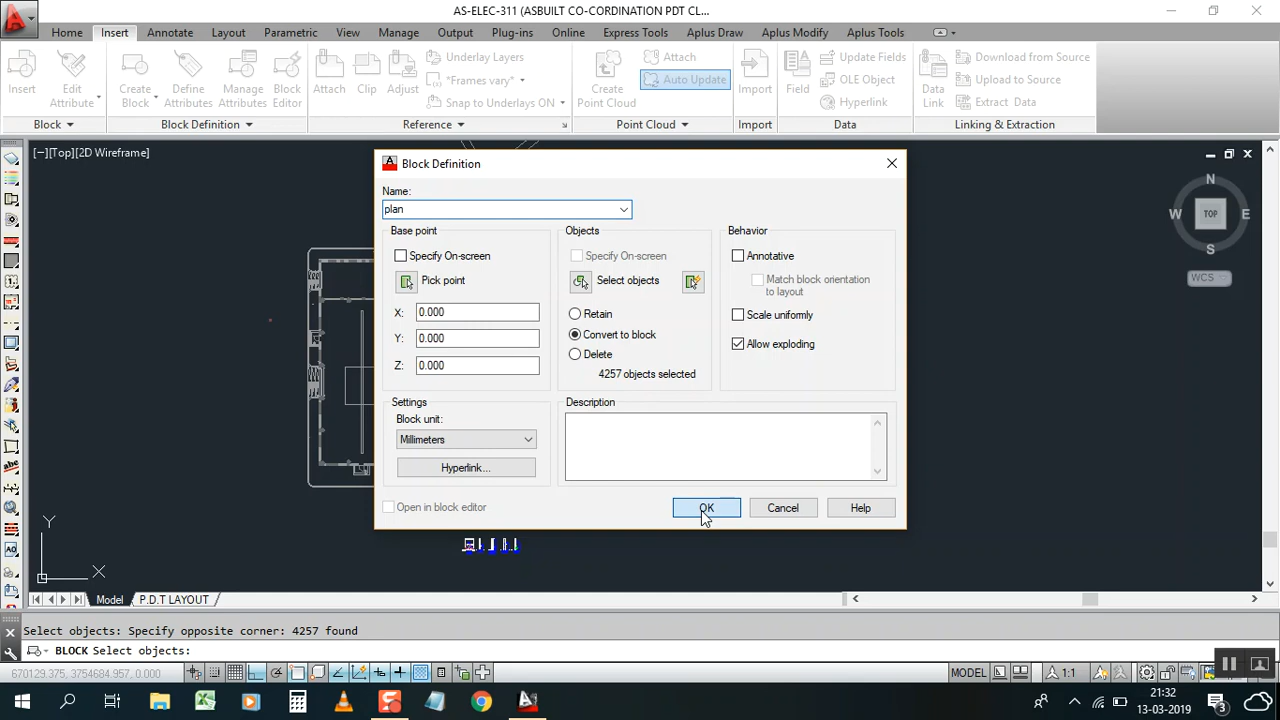 AS-ELEC-311 (ASBUILT CO-CORDINATION PDT CL...
Home Insert Annotate Layout Parametric View Manage Output Plug-ins Online Express Tools Aplus Draw Aplus Modify Aplus Tools
Insert
Edit Attribute
Create Block
Define Attributes
Manage Attributes
Block Editor
Attach
Clip
Adjust
Underlay Layers
*Frames vary*
Snap to Underlays ON
Create Point Cloud
Attach
Auto Update
Import
Field
Update Fields
OLE Object
Hyperlink
Data Link
Download from Source
Upload to Source
Extract Data
Block
Block Definition
Reference
Point Cloud
Import
Data
Linking & Extraction
[−][Top][2D Wireframe]
N
W
TOP
E
S
WCS
Block Definition
Name:
plan
Base point
Specify On-screen
Pick point
X: 0.000
Y: 0.000
Z: 0.000
Objects
Specify On-screen
Select objects
Retain
Convert to block
Delete
4257 objects selected
Behavior
Annotative
Match block orientation
to layout
Scale uniformly
Allow exploding
Settings
Block unit:
Millimeters
Hyperlink...
Description
Open in block editor
OK
Cancel
Help
Y
X
Model
P.D.T LAYOUT
Select objects: Specify opposite corner: 4257 found
BLOCK Select objects:
670129.375, 3754684.957, 0.000
MODEL
1:1
21:32
13-03-2019
3